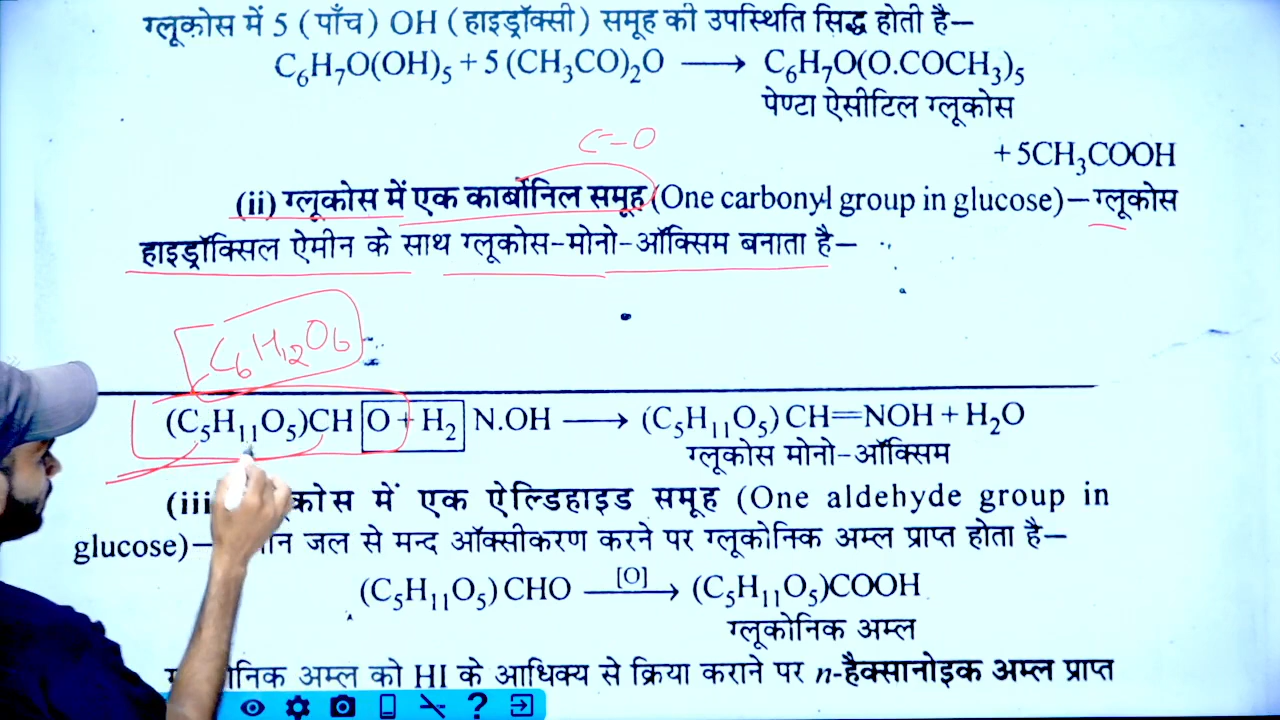 ग्लूकोस में 5 (पाँच) OH (हाइड्रॉक्सी) समूह की उपस्थिति सिद्ध होती है—
C₆H₇O(OH)₅ + 5 (CH₃CO)₂O ⟶ C₆H₇O(O.COCH₃)₅
पेण्टा ऐसीटिल ग्लूकोस
+ 5CH₃COOH
C=O
(ii) ग्लूकोस में एक कार्बोनिल समूह (One carbonyl group in glucose)—ग्लूकोस
हाइड्रॉक्सिल ऐमीन के साथ ग्लूकोस-मोनो-ऑक्सिम बनाता है—
C₆H₁₂O₆
(C₅H₁₁O₅)CH O + H₂ N.OH ⟶ (C₅H₁₁O₅) CH=NOH + H₂O
ग्लूकोस मोनो-ऑक्सिम
(iii कोस में एक ऐल्डिहाइड समूह (One aldehyde group in
glucose)— जल से मन्द ऑक्सीकरण करने पर ग्लूकोनिक अम्ल प्राप्त होता है—
(C₅H₁₁O₅) CHO [O]⟶ (C₅H₁₁O₅)COOH
ग्लूकोनिक अम्ल
अम्ल को HI के आधिक्य से क्रिया कराने पर n-हैक्सानोइक अम्ल प्राप्त